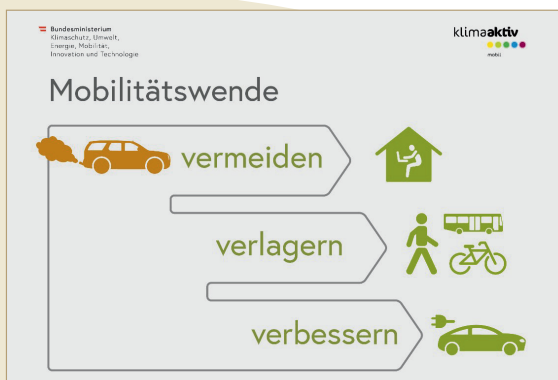 Bundesministerium
Klimaschutz, Umwelt,
Energie, Mobilität,
Innovation und Technologie
klimaaktiv
mobil
Mobilitätswende
vermeiden
verlagern
verbessern